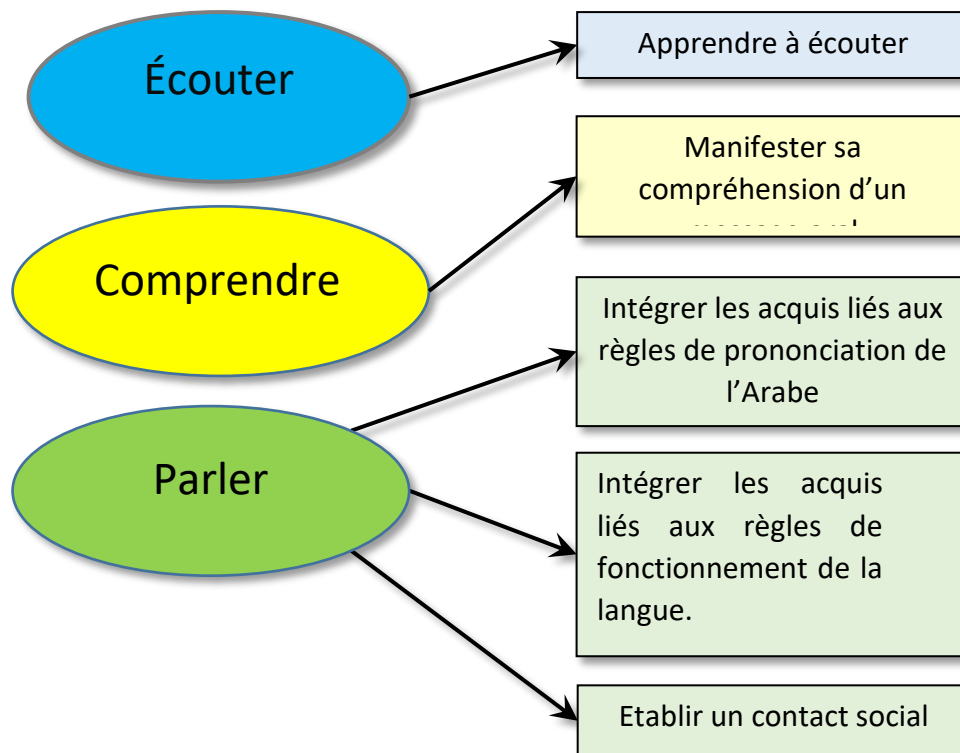 Écouter
Apprendre à écouter
Comprendre
Manifester sa
compréhension d’un
Parler
Intégrer les acquis liés aux
règles de prononciation de
l’Arabe
Intégrer les acquis
liés aux règles de
fonctionnement de la
langue.
Etablir un contact social